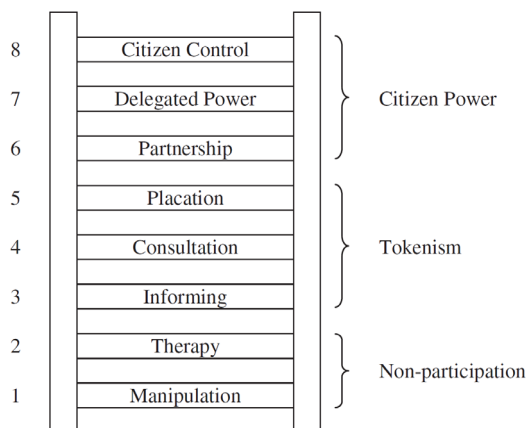 8 Citizen Control
7 Delegated Power Citizen Power
6 Partnership
5 Placation
4 Consultation Tokenism
3 Informing
2 Therapy
Non-participation
1 Manipulation